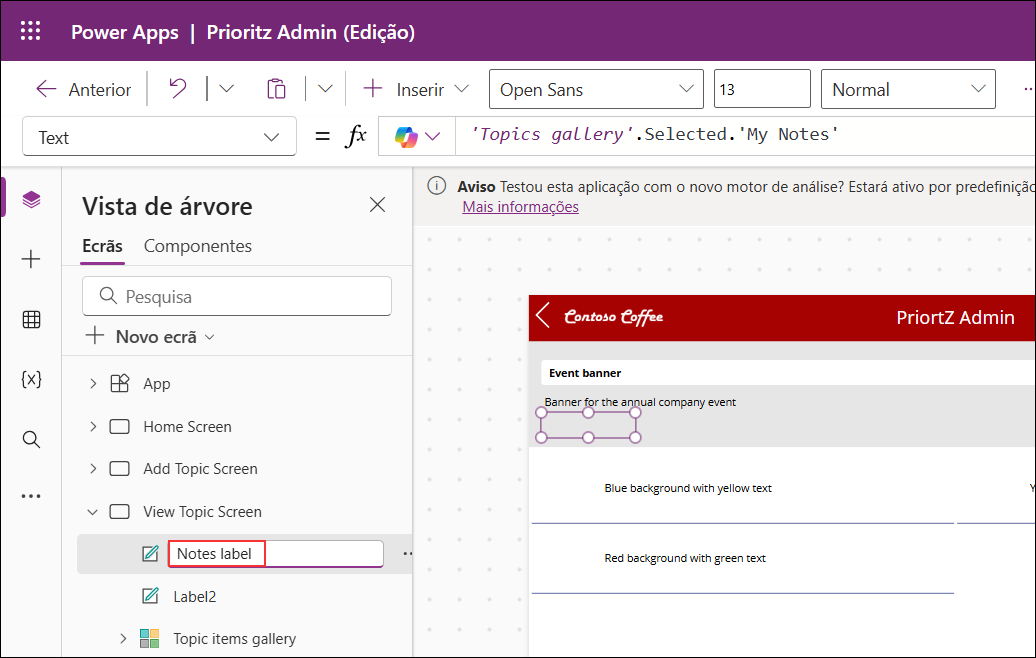 Power Apps | Prioritz Admin (Edição)
Anterior
Inserir
Open Sans
13
Normal
Text
= fx
'Topics gallery'.Selected.'My Notes'
Vista de árvore
Ecrãs
Componentes
Pesquisa
Novo ecrã
App
Home Screen
Add Topic Screen
View Topic Screen
Notes label
Label2
Topic items gallery
Aviso Testou esta aplicação com o novo motor de análise? Estará ativo por predefinição
Mais informações
Contoso Coffee
PriortZ Admin
Event banner
Banner for the annual company event
Blue background with yellow text
Y
Red background with green text